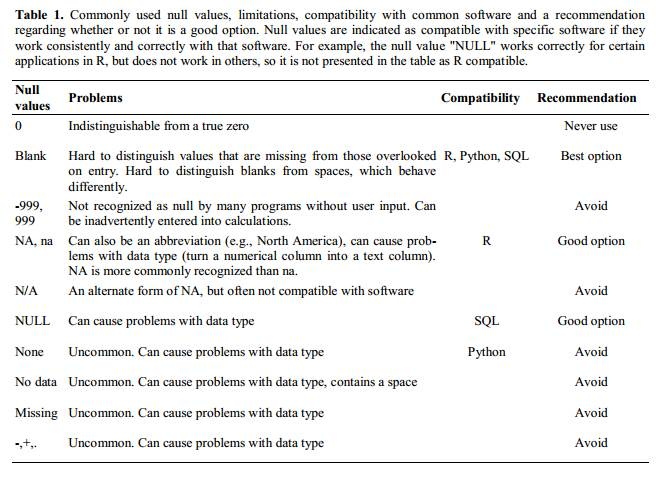 Table 1. Commonly used null values, limitations, compatibility with common software and a recommendation
regarding whether or not it is a good option. Null values are indicated as compatible with specific software if they
work consistently and correctly with that software. For example, the null value "NULL" works correctly for certain
applications in R, but does not work in others, so it is not presented in the table as R compatible.
Null values Problems Compatibility Recommendation
0 Indistinguishable from a true zero Never use
Blank Hard to distinguish values that are missing from those overlooked R, Python, SQL Best option
on entry. Hard to distinguish blanks from spaces, which behave
differently.
-999, Not recognized as null by many programs without user input. Can Avoid
999 be inadvertently entered into calculations.
NA, na Can also be an abbreviation (e.g., North America), can cause prob- R Good option
lems with data type (turn a numerical column into a text column).
NA is more commonly recognized than na.
N/A An alternate form of NA, but often not compatible with software Avoid
NULL Can cause problems with data type SQL Good option
None Uncommon. Can cause problems with data type Python Avoid
No data Uncommon. Can cause problems with data type, contains a space Avoid
Missing Uncommon. Can cause problems with data type Avoid
-,+,. Uncommon. Can cause problems with data type Avoid